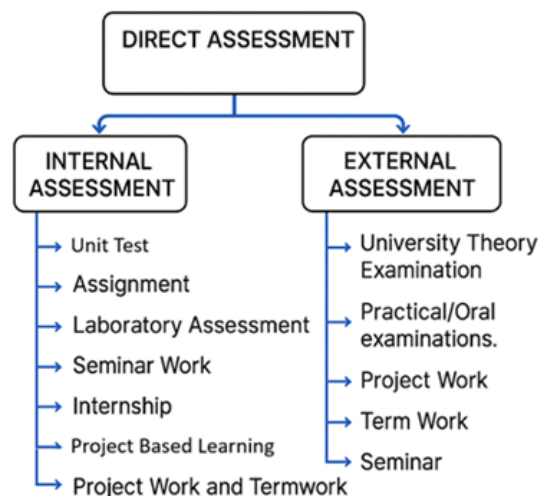 DIRECT ASSESSMENT
INTERNAL
ASSESSMENT
Unit Test
Assignment
Laboratory Assessment
Seminar Work
Internship
Project Based Learning
Project Work and Termwork
EXTERNAL
ASSESSMENT
University Theory
Examination
Practical/Oral
examinations.
Project Work
Term Work
Seminar